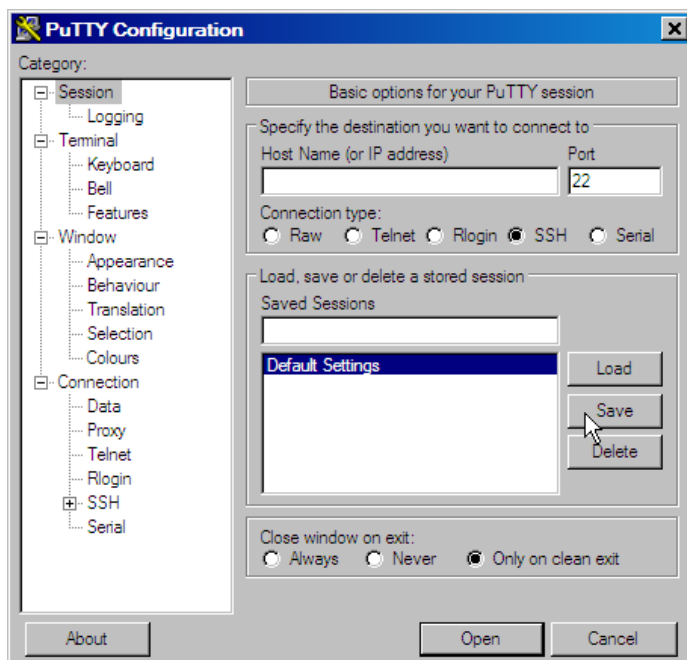 PuTTY Configuration
Category:
Session
Logging
Terminal
Keyboard
Bell
Features
Window
Appearance
Behaviour
Translation
Selection
Colours
Connection
Data
Proxy
Telnet
Rlogin
SSH
Serial
Basic options for your PuTTY session
Specify the destination you want to connect to
Host Name (or IP address) Port
22
Connection type:
Raw Telnet Rlogin SSH Serial
Load, save or delete a stored session
Saved Sessions
Default Settings
Load
Save
Delete
Close window on exit:
Always Never Only on clean exit
About Open Cancel